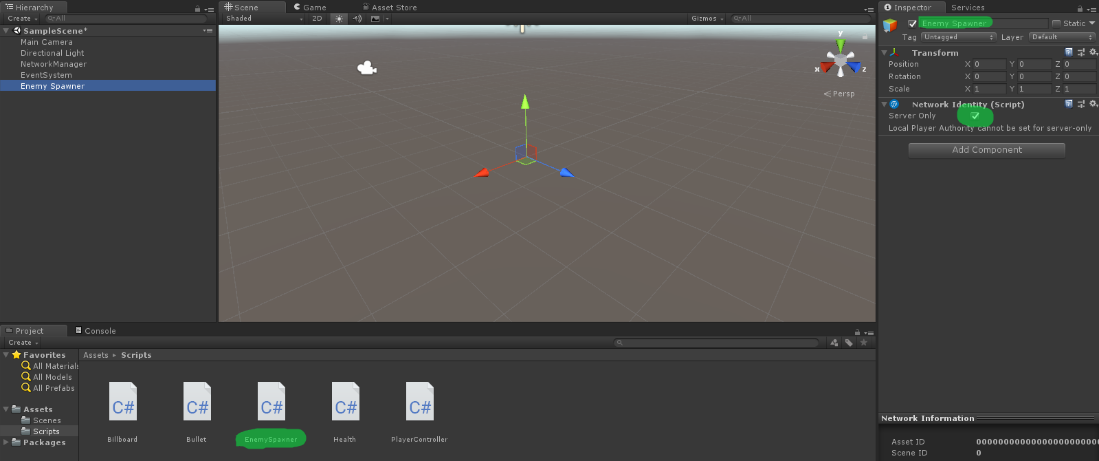 Hierarchy
Create All
SampleScene*
Main Camera
Directional Light
NetworkManager
EventSystem
Enemy Spawner
Scene Game Asset Store
Shaded 2D Gizmos All
y
x z
Persp
Inspector Services
Enemy Spawner Static
Tag Untagged Layer Default
Transform
Position X 0 Y 0 Z 0
Rotation X 0 Y 0 Z 0
Scale X 1 Y 1 Z 1
Network Identity (Script)
Server Only
Local Player Authority cannot be set for server-only
Add Component
Project Console
Create
Favorites
All Materials
All Models
All Prefabs
Assets
Scenes
Scripts
Packages
Assets Scripts
C# C# C# C# C#
Billboard Bullet EnemySpanner Health PlayerController
Network Information
Asset ID 00000000000000000000000
Scene ID 0